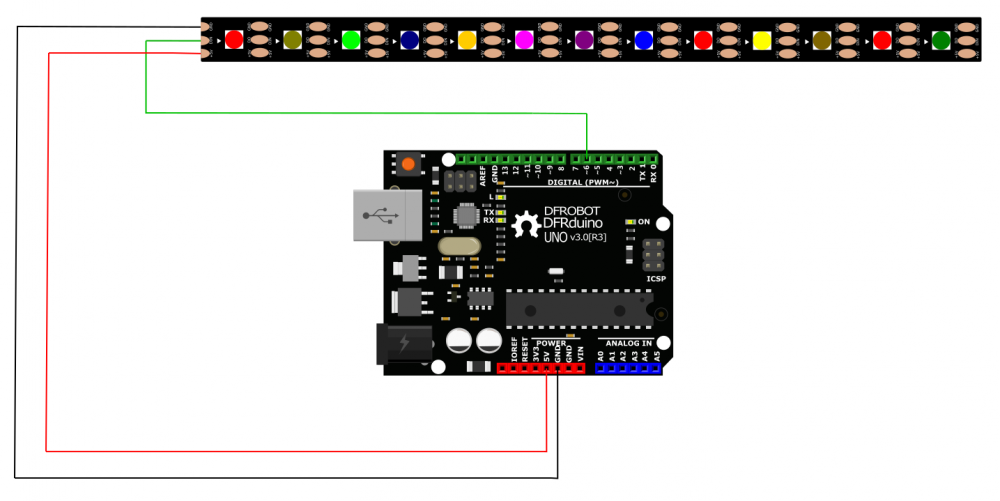 AREF
GND
13
12
~11
~10
~9
8
7
~6
~5
4
~3
2
TX 1
RX 0
DIGITAL (PWM~)
L
TX
RX
DFROBOT
DFRduino
UNO v3.0[R3]
ON
ICSP
POWER
ANALOG IN
IOREF
RESET
3V3
5V
GND
GND
VIN
A0
A1
A2
A3
A4
A5